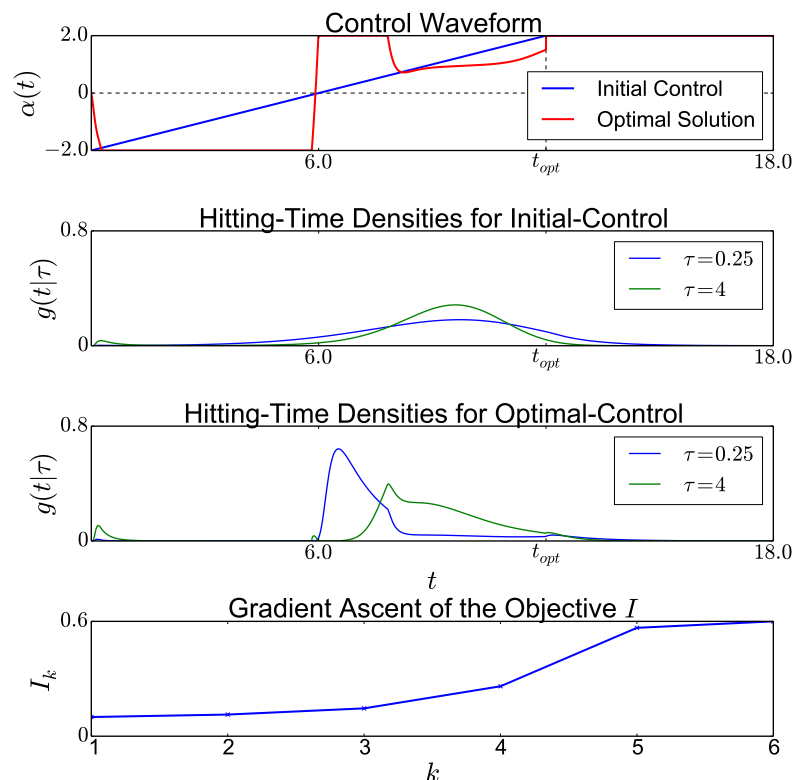 Control Waveform
2.0
0
−2.0
α(t)
Initial Control
Optimal Solution
6.0
t_opt
18.0
Hitting-Time Densities for Initial-Control
0.8
0
g(t|τ)
τ=0.25
τ=4
6.0
t_opt
18.0
Hitting-Time Densities for Optimal-Control
0.8
0
g(t|τ)
τ=0.25
τ=4
6.0
t_opt
18.0
t
Gradient Ascent of the Objective I
0.6
0
I_k
1 2 3 4 5 6
k